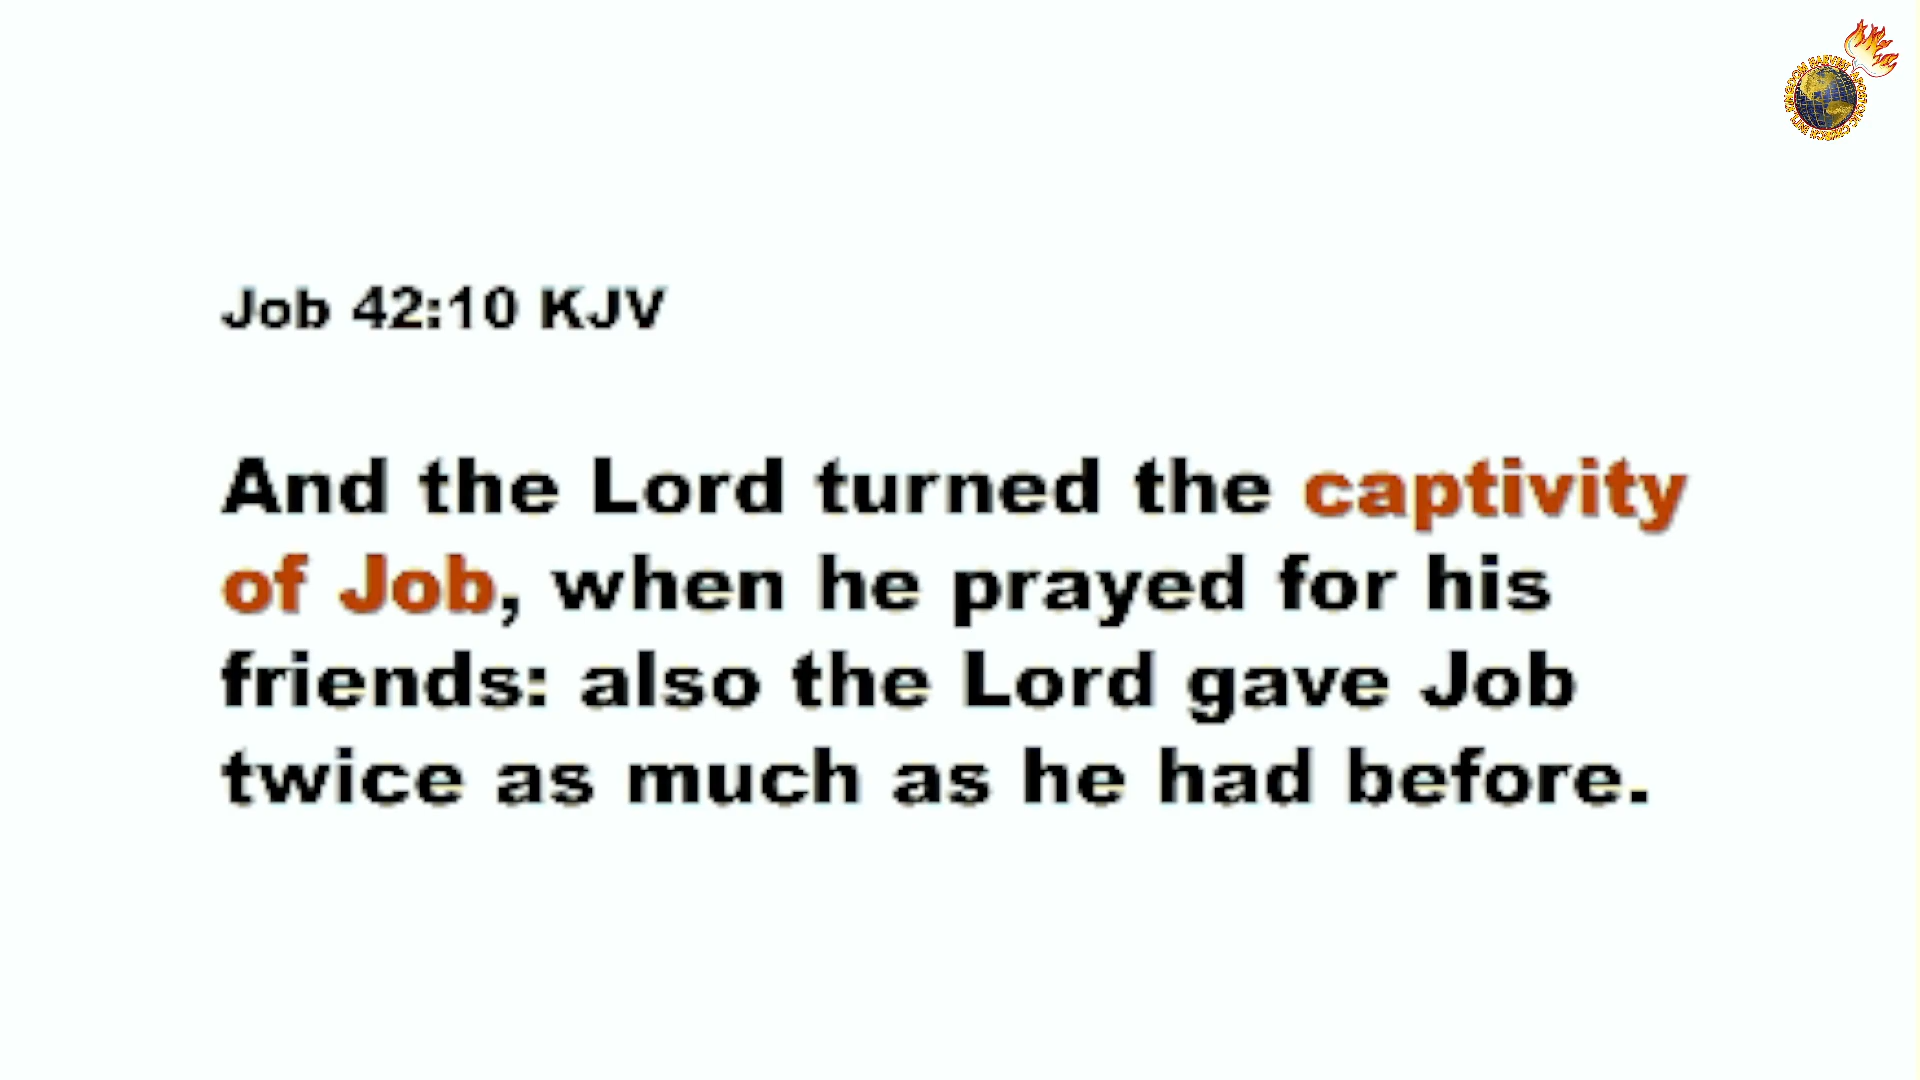 Job 42:10 KJV
And the Lord turned the captivity
of Job, when he prayed for his
friends: also the Lord gave Job
twice as much as he had before.